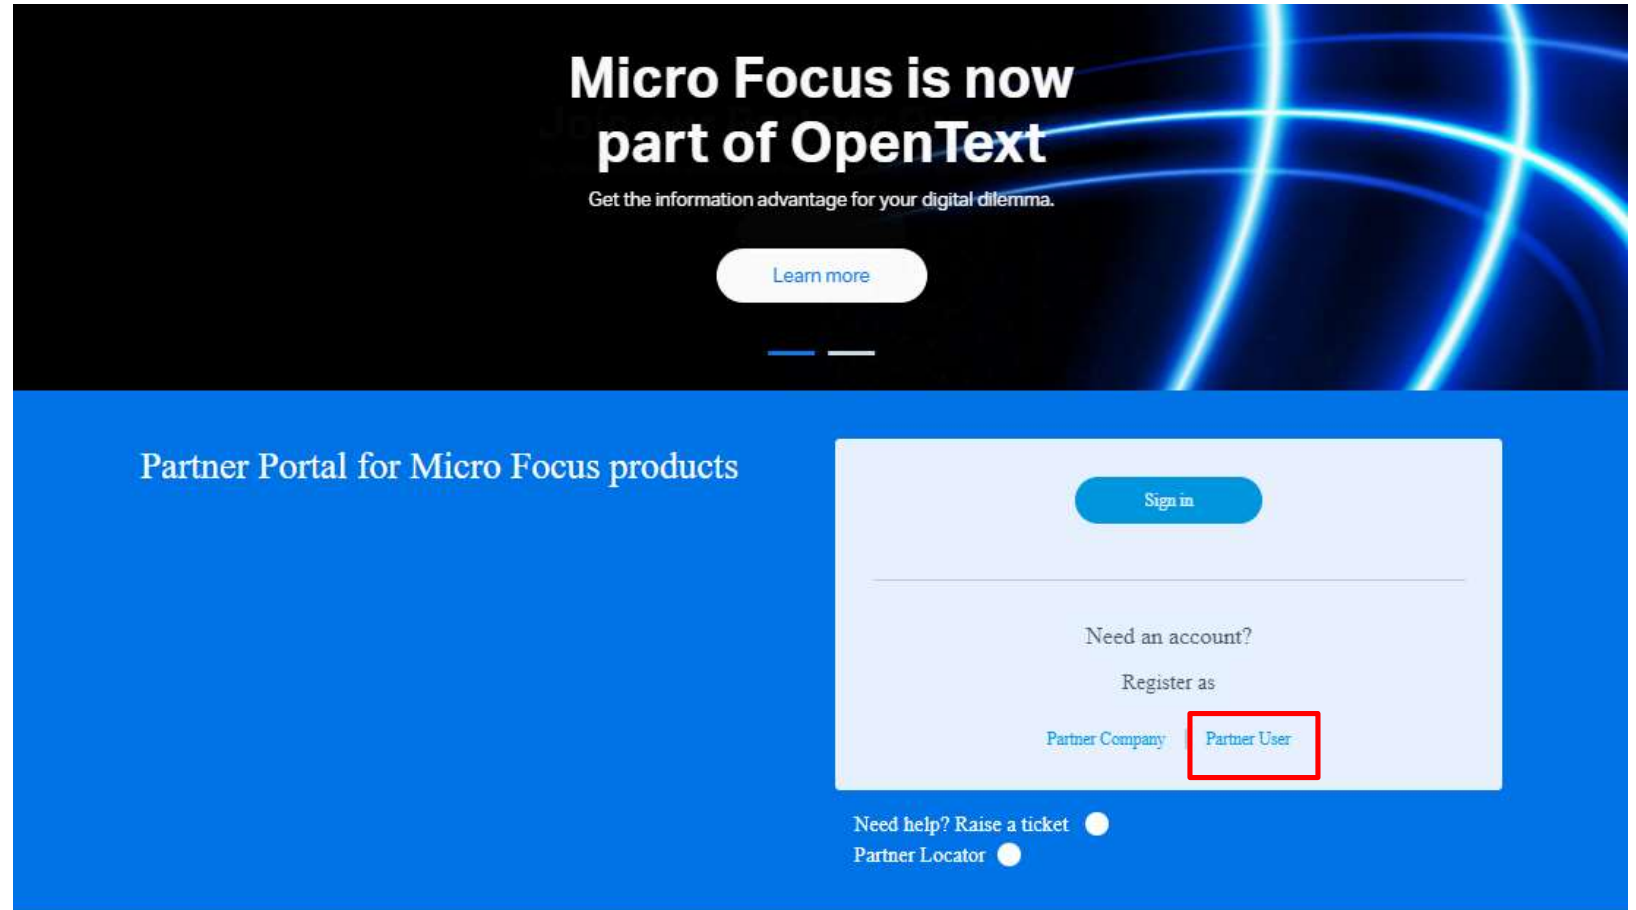 Micro Focus is now
part of OpenText
Get the information advantage for your digital dilemma.
Learn more
Partner Portal for Micro Focus products
Sign in
Need an account?
Register as
Partner Company | Partner User
Need help? Raise a ticket
Partner Locator